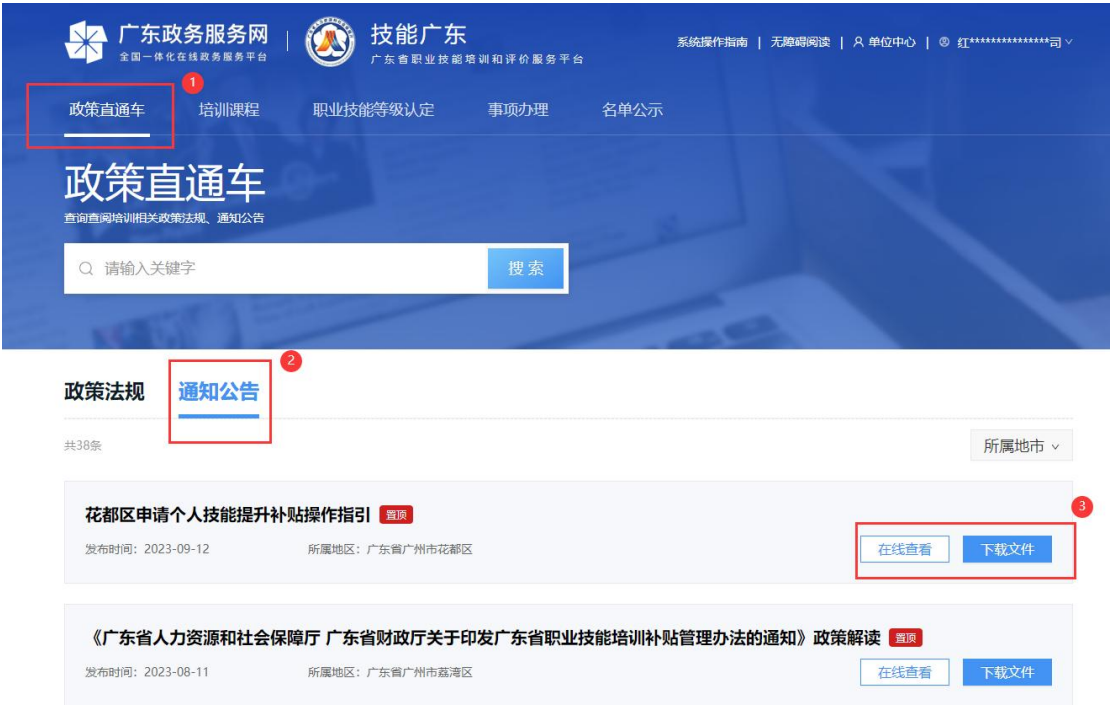 广东政务服务网
全国一体化在线政务服务平台
技能广东
广东省职业技能培训和评价服务平台
系统操作指南 | 无障碍阅读 | 单位中心 | 红****************司
1
政策直通车 培训课程 职业技能等级认定 事项办理 名单公示
政策直通车
查询查阅培训相关政策法规、通知公告
请输入关键字 搜索
2
政策法规 通知公告
共38条 所属地市
花都区申请个人技能提升补贴操作指引 置顶
3
发布时间：2023-09-12 所属地区：广东省广州市花都区 在线查看 下载文件
《广东省人力资源和社会保障厅 广东省财政厅关于印发广东省职业技能培训补贴管理办法的通知》政策解读 置顶
发布时间：2023-08-11 所属地区：广东省广州市荔湾区 在线查看 下载文件